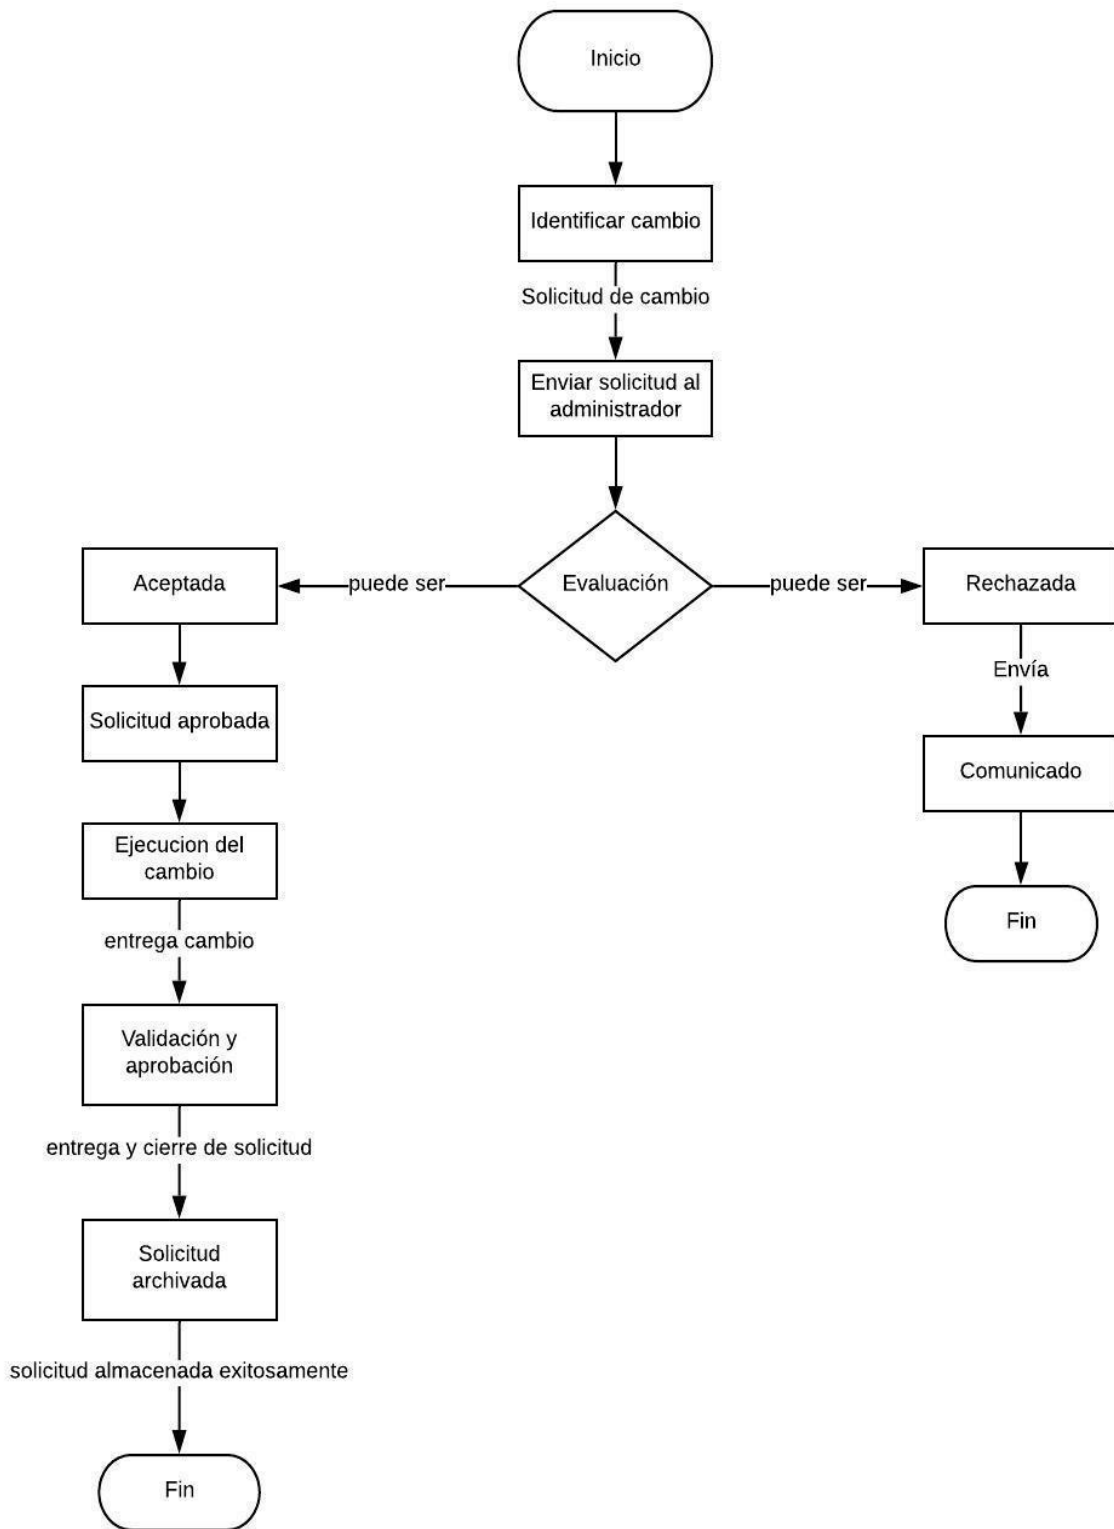 Inicio
Identificar cambio
Solicitud de cambio
Enviar solicitud al
administrador
Aceptada
puede ser
Evaluación
puede ser
Rechazada
Envía
Solicitud aprobada
Comunicado
Ejecucion del
cambio
Fin
entrega cambio
Validación y
aprobación
entrega y cierre de solicitud
Solicitud
archivada
solicitud almacenada exitosamente
Fin